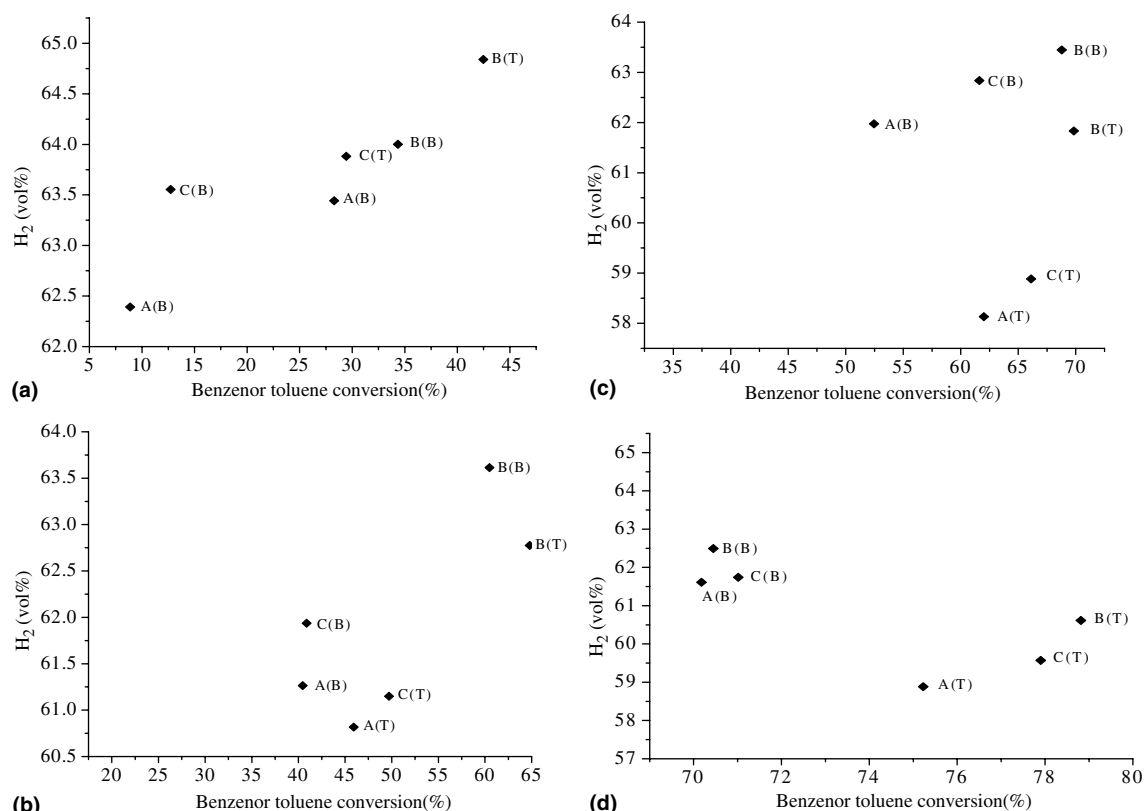 65.0
64.5
64.0
63.5
63.0
62.5
62.0
H2 (vol%)
B(T)
B(B)
C(T)
C(B)
A(B)
A(B)
5 10 15 20 25 30 35 40 45
(a) Benzenor toluene conversion(%)
64
63
62
61
60
59
58
H2 (vol%)
B(B)
C(B)
A(B)
B(T)
C(T)
A(T)
35 40 45 50 55 60 65 70
(c) Benzenor toluene conversion(%)
64.0
63.5
63.0
62.5
62.0
61.5
61.0
60.5
H2 (vol%)
B(B)
B(T)
C(B)
A(B)
C(T)
A(T)
20 25 30 35 40 45 50 55 60 65
(b) Benzenor toluene conversion(%)
65
64
63
62
61
60
59
58
57
H2 (vol%)
B(B)
C(B)
A(B)
B(T)
C(T)
A(T)
70 72 74 76 78 80
(d) Benzenor toluene conversion(%)